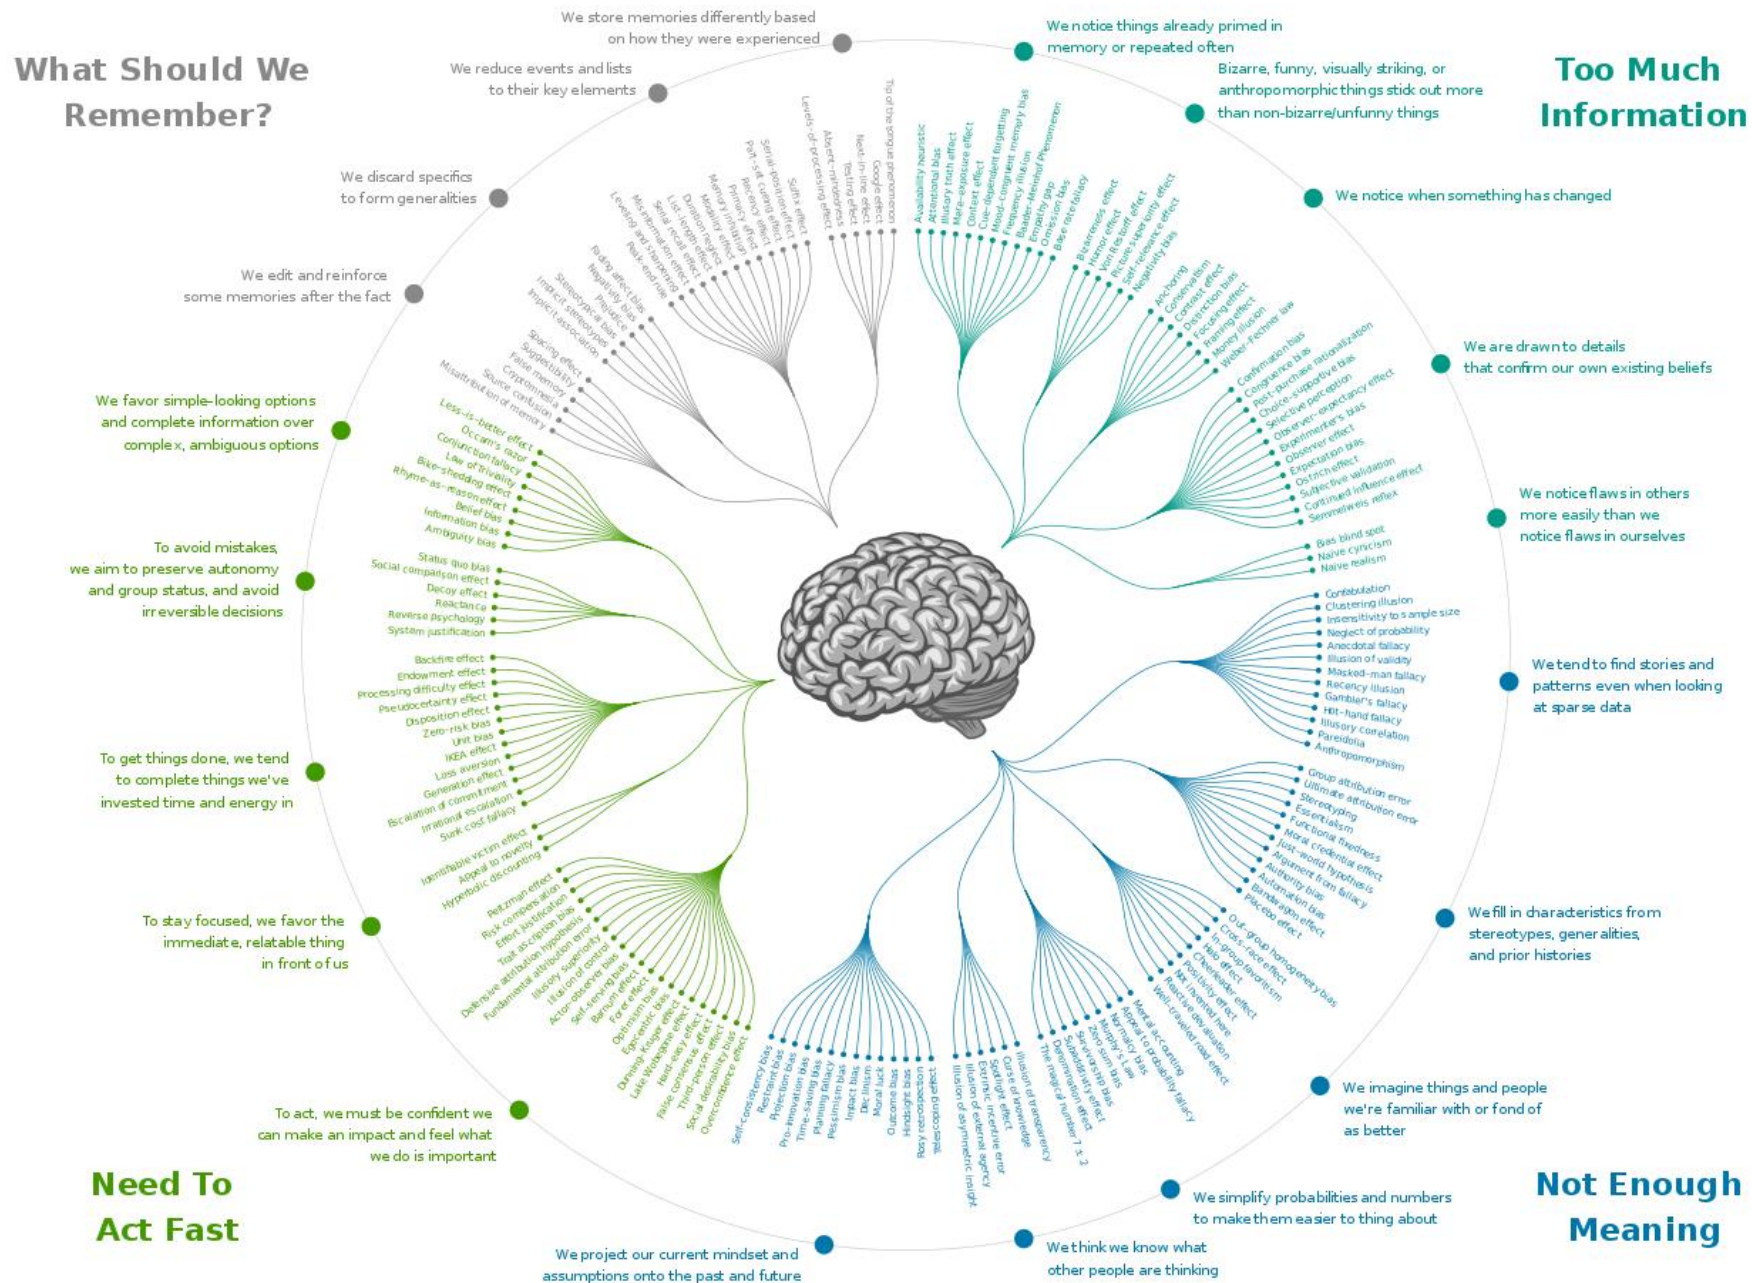 What Should We
Remember?
We store memories differently based
on how they were experienced
We reduce events and lists
to their key elements
We discard specifics
to form generalities
We edit and reinforce
some memories after the fact
Tip of the tongue phenomenon
Google effect
Next-in-line effect
Testing effect
Absent-mindedness
Levels-of-processing effect
Suffix effect
Serial-position effect
Part-set cueing effect
Recency effect
Primacy effect
Memory inhibition
Modality effect
Duration neglect
List-length effect
Serial recall effect
Misinformation effect
Leveling and sharpening
Peak-end rule
Fading affect bias
Negativity bias
Prejudice
Stereotypical bias
Implicit stereotypes
Implicit association
Spacing effect
Suggestibility
False memory
Cryptomnesia
Source confusion
Misattribution of memory
Too Much
Information
We notice things already primed in
memory or repeated often
Bizarre, funny, visually striking, or
anthropomorphic things stick out more
than non-bizarre/unfunny things
We notice when something has changed
We are drawn to details
that confirm our own existing beliefs
We notice flaws in others
more easily than we
notice flaws in ourselves
Availability heuristic
Attentional bias
Illusory truth effect
Mere-exposure effect
Context effect
Cue-dependent forgetting
Mood-congruent memory bias
Frequency illusion
Baader-Meinhof Phenomenon
Empathy gap
Omission bias
Base rate fallacy
Bizarreness effect
Humor effect
Von Restorff effect
Picture superiority effect
Self-relevance effect
Negativity bias
Anchoring
Conservatism
Contrast effect
Distinction bias
Focusing effect
Framing effect
Money illusion
Weber-Fechner law
Confirmation bias
Congruence bias
Post-purchase rationalization
Choice-supportive bias
Selective perception
Observer-expectancy effect
Experimenter's bias
Observer effect
Expectation bias
Ostrich effect
Subjective validation
Continued influence effect
Semmelweis reflex
Bias blind spot
Naive cynicism
Naive realism
We tend to find stories and
patterns even when looking
at sparse data
We fill in characteristics from
stereotypes, generalities,
and prior histories
We imagine things and people
we're familiar with or fond of
as better
We simplify probabilities and numbers
to make them easier to thing about
We think we know what
other people are thinking
We project our current mindset and
assumptions onto the past and future
Not Enough
Meaning
Confabulation
Clustering illusion
Insensitivity to sample size
Neglect of probability
Anecdotal fallacy
Illusion of validity
Masked-man fallacy
Recency illusion
Gambler's fallacy
Hot-hand fallacy
Illusory correlation
Pareidolia
Anthropomorphism
Group attribution error
Ultimate attribution error
Stereotyping
Essentialism
Functional fixedness
Moral credential effect
Just-world hypothesis
Argument from fallacy
Authority bias
Automation bias
Bandwagon effect
Placebo effect
Out-group homogeneity bias
Cross-race effect
In-group favoritism
Halo effect
Cheerleader effect
Positivity effect
Not invented here
Reactive devaluation
Well-traveled road effect
Mental accounting
Appeal to probability fallacy
Normalcy bias
Murphy's Law
Zero sum bias
Survivorship bias
Subadditivity effect
Denomination effect
The magical number 7 ± 2
Illusion of transparency
Curse of knowledge
Spotlight effect
Extrinsic incentive error
Illusion of external agency
Illusion of asymmetric insight
Telescoping effect
Rosy retrospection
Hindsight bias
Outcome bias
Moral luck
Declinism
Impact bias
Pessimism bias
Planning fallacy
Time-saving bias
Pro-innovation bias
Projection bias
Restraint bias
Self-consistency bias
We favor simple-looking options
and complete information over
complex, ambiguous options
To avoid mistakes,
we aim to preserve autonomy
and group status, and avoid
irreversible decisions
To get things done, we tend
to complete things we've
invested time and energy in
To stay focused, we favor the
immediate, relatable thing
in front of us
To act, we must be confident we
can make an impact and feel what
we do is important
Need To
Act Fast
Less-is-better effect
Occam's razor
Conjunction fallacy
Law of Triviality
Bike-shedding effect
Rhyme-as-reason effect
Belief bias
Information bias
Ambiguity bias
Status quo bias
Social comparison effect
Decoy effect
Reactance
Reverse psychology
System justification
Backfire effect
Endowment effect
Processing difficulty effect
Pseudocertainty effect
Disposition effect
Zero-risk bias
Unit bias
IKEA effect
Loss aversion
Generation effect
Escalation of commitment
Irrational escalation
Sunk cost fallacy
Identifiable victim effect
Appeal to novelty
Hyperbolic discounting
Peltzman effect
Risk compensation
Effort justification
Trait ascription bias
Defensive attribution hypothesis
Fundamental attribution error
Illusory superiority
Illusion of control
Actor-observer bias
Self-serving bias
Barnum effect
Forer effect
Optimism bias
Egocentric bias
Dunning-Kruger effect
Lake Wobegone effect
Hard-easy effect
False consensus effect
Third-person effect
Social desirability bias
Overconfidence effect